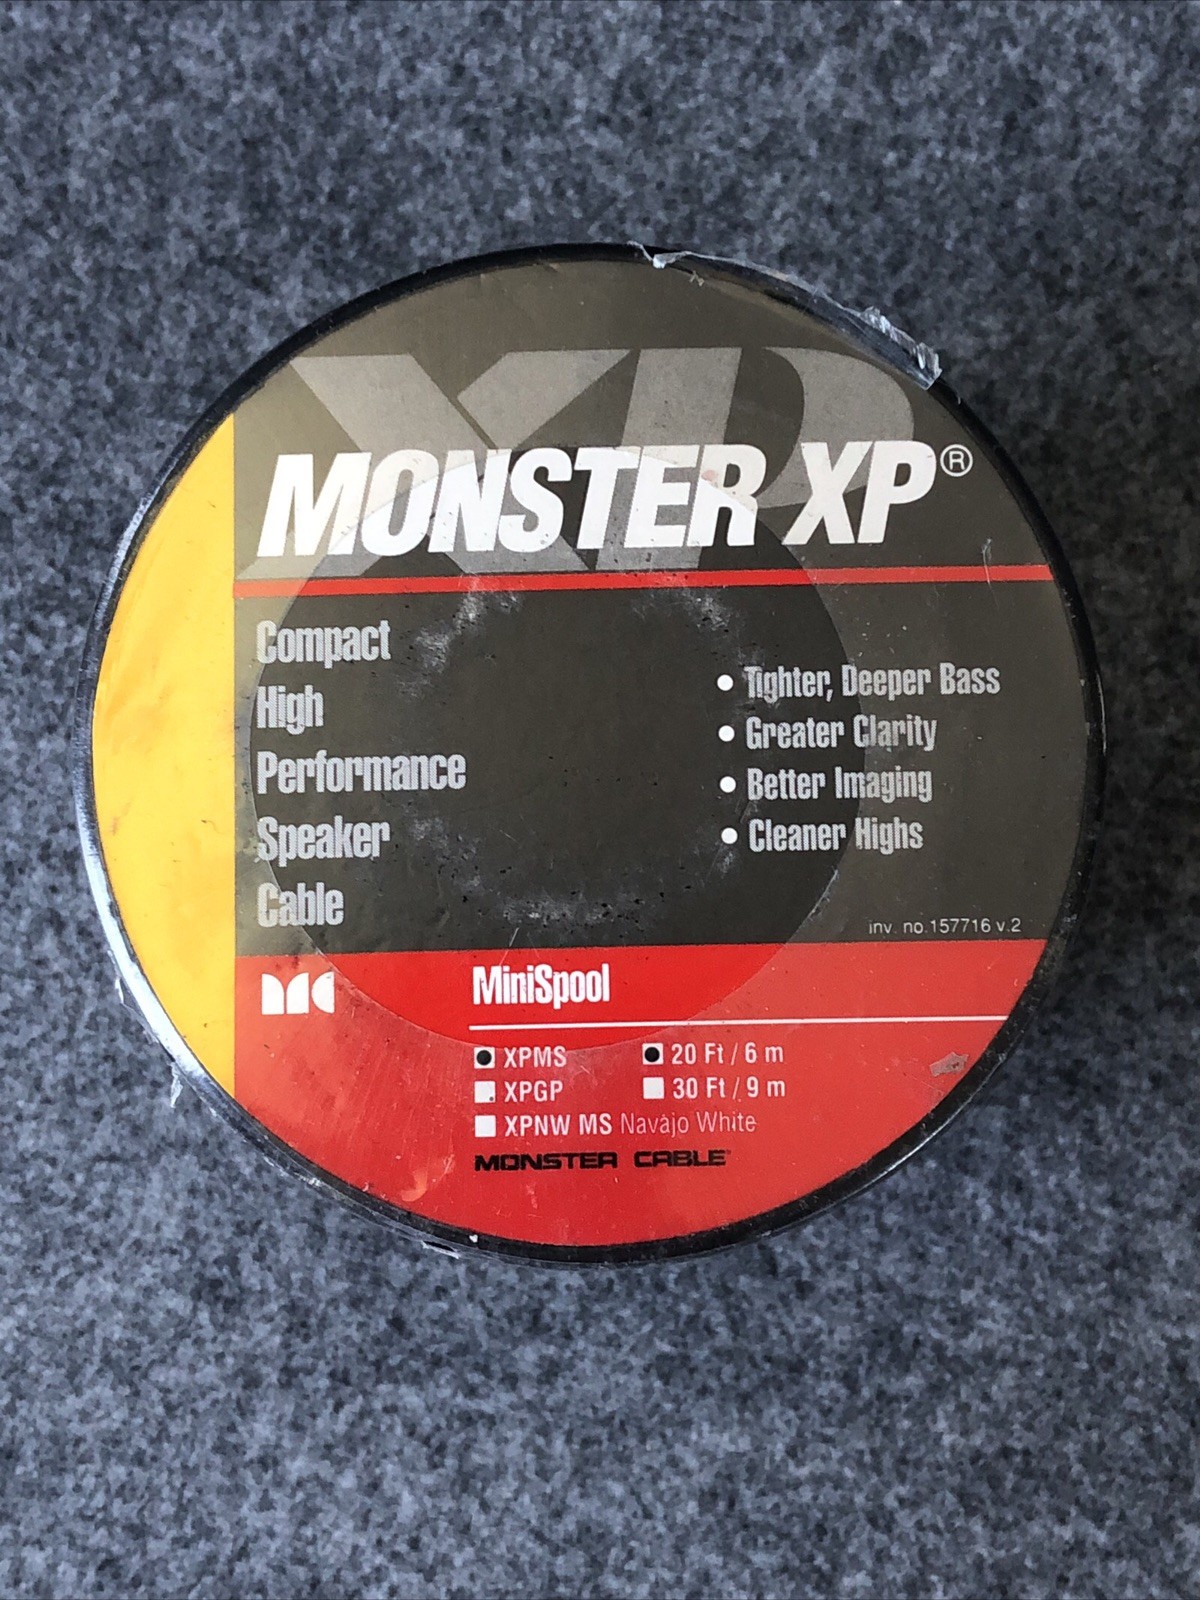 XP
MONSTER XP®
Compact
High
Performance
Speaker
Cable
• Tighter, Deeper Bass
• Greater Clarity
• Better Imaging
• Cleaner Highs
inv. no.157716 v.2
MC
MiniSpool
XPMS
20 Ft / 6 m
XPGP
30 Ft / 9 m
XPNW MS Navajo White
MONSTER CABLE®